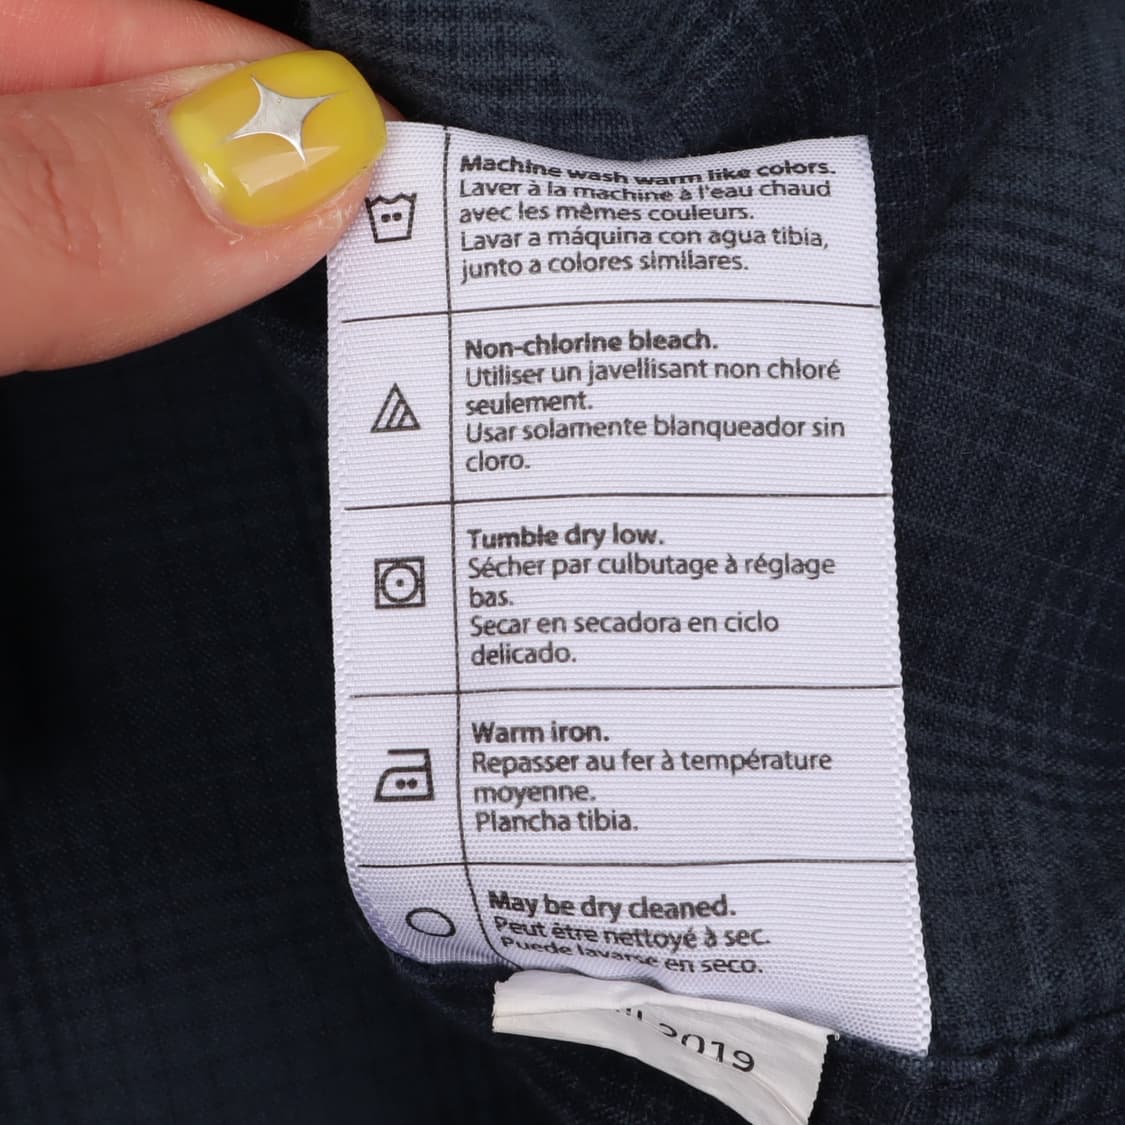 Machine wash warm like colors.
Laver à la machine à l'eau chaud
avec les mêmes couleurs.
Lavar a máquina con agua tibia,
junto a colores similares.
Non-chlorine bleach.
Utiliser un javellisant non chloré
seulement.
Usar solamente blanqueador sin
cloro.
Tumble dry low.
Sécher par culbutage à réglage
bas.
Secar en secadora en ciclo
delicado.
Warm iron.
Repasser au fer à température
moyenne.
Plancha tibia.
May be dry cleaned.
Peut être nettoyé à sec.
Puede lavarse en seco.
2019